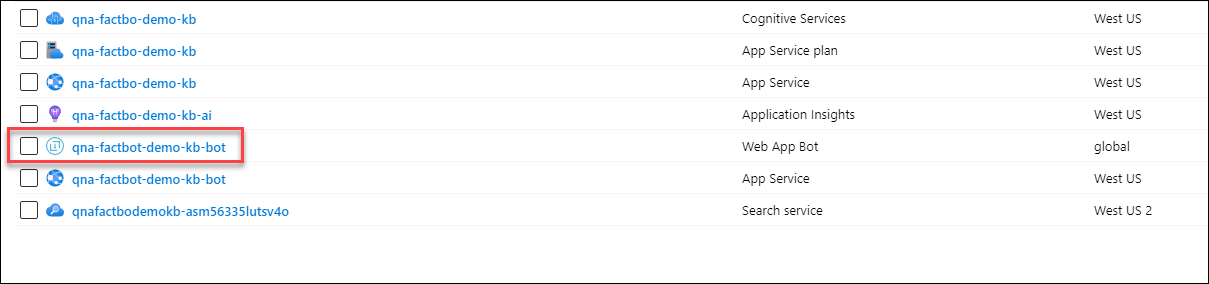 qna-factbo-demo-kb Cognitive Services West US
qna-factbo-demo-kb App Service plan West US
qna-factbo-demo-kb App Service West US
qna-factbo-demo-kb-ai Application Insights West US
qna-factbot-demo-kb-bot Web App Bot global
qna-factbot-demo-kb-bot App Service West US
qnafactbodemokb-asm56335lutsv4o Search service West US 2